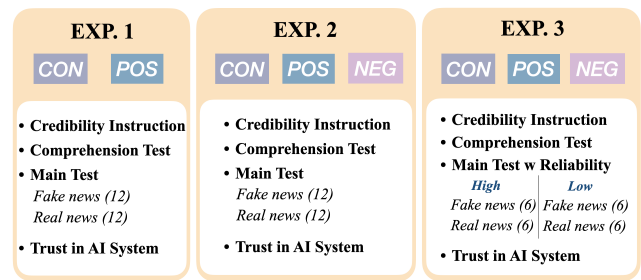 EXP. 1
CON POS
• Credibility Instruction
• Comprehension Test
• Main Test
Fake news (12)
Real news (12)
• Trust in AI System
EXP. 2
CON POS NEG
• Credibility Instruction
• Comprehension Test
• Main Test
Fake news (12)
Real news (12)
• Trust in AI System
EXP. 3
CON POS NEG
• Credibility Instruction
• Comprehension Test
• Main Test w Reliability
High Low
Fake news (6) Fake news (6)
Real news (6) Real news (6)
• Trust in AI System